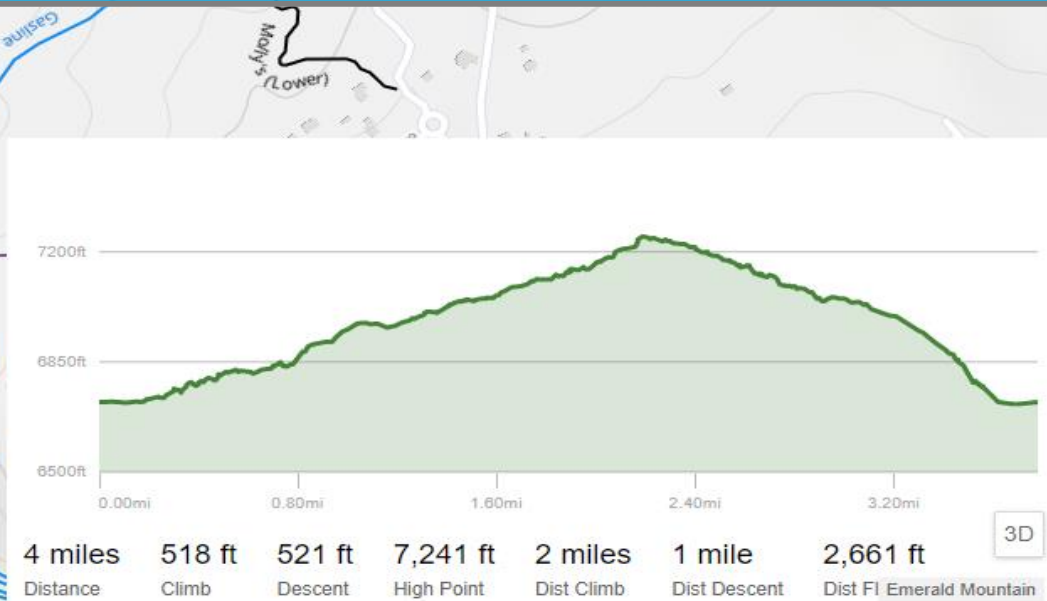 Gasline
Molly's
(Lower)
7200ft
6850ft
6500ft
0.00mi
0.80mi
1.60mi
2.40mi
3.20mi
3D
4 miles
518 ft
521 ft
7,241 ft
2 miles
1 mile
2,661 ft
Distance
Climb
Descent
High Point
Dist Climb
Dist Descent
Dist Fl
Emerald Mountain